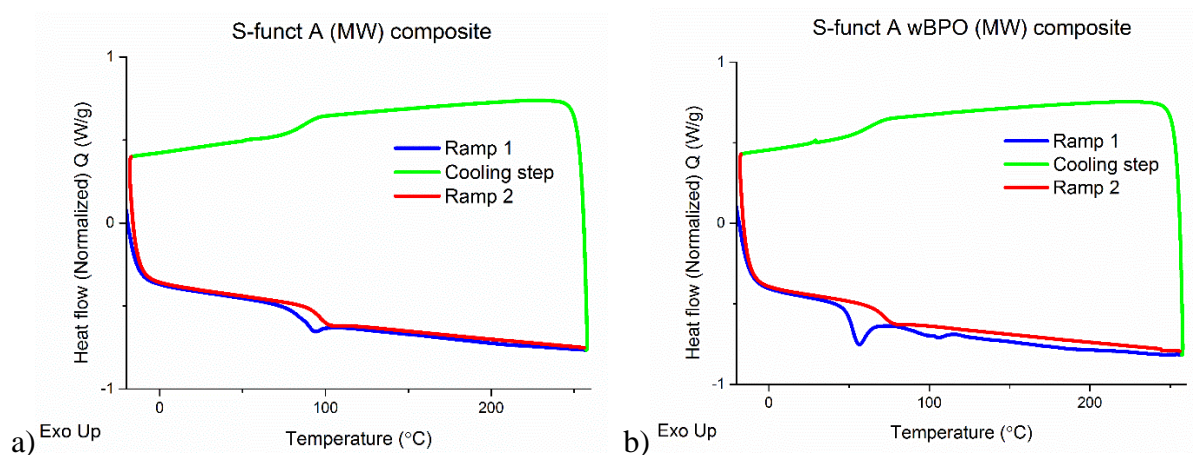 S-funct A (MW) composite
1
Heat flow (Normalized) Q (W/g)
0
-1
Ramp 1
Cooling step
Ramp 2
0
100
200
Temperature (°C)
a) Exo Up
S-funct A wBPO (MW) composite
1
Heat flow (Normalized) Q (W/g)
0
-1
Ramp 1
Cooling step
Ramp 2
0
100
200
Temperature (°C)
b) Exo Up